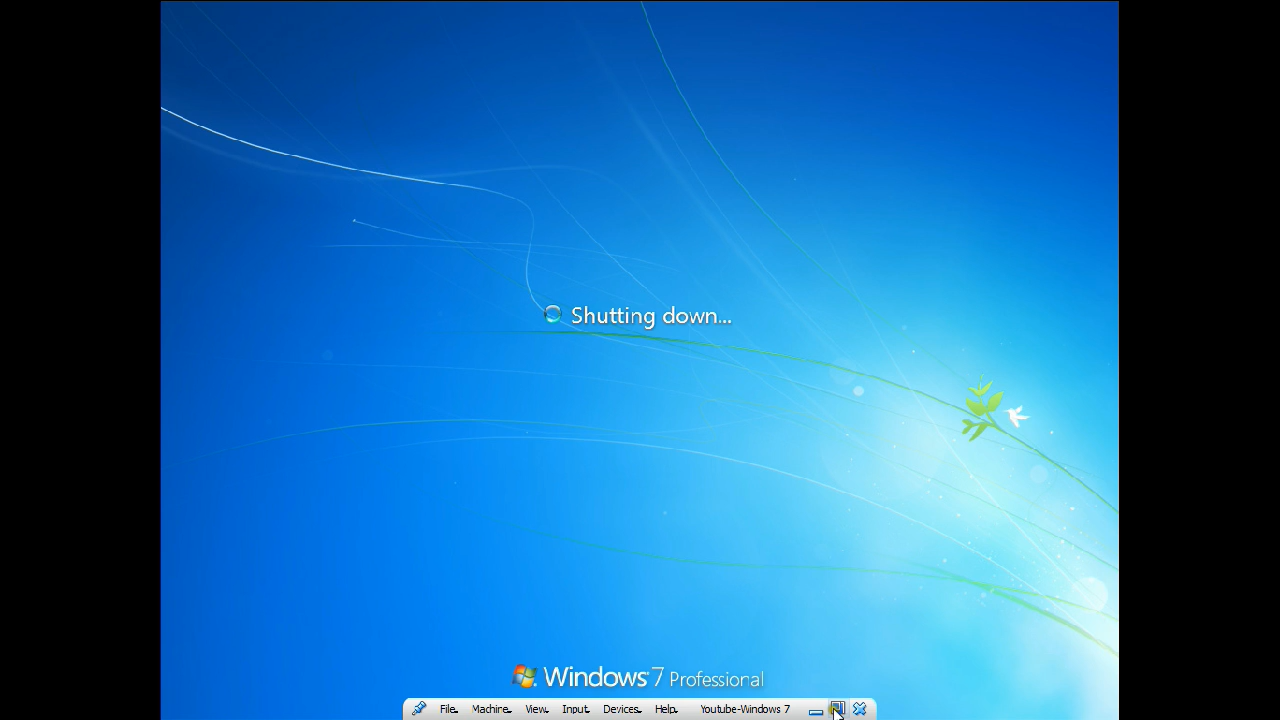 Shutting down...
Windows 7 Professional
File Machine View Input Devices Help Youtube-Windows 7